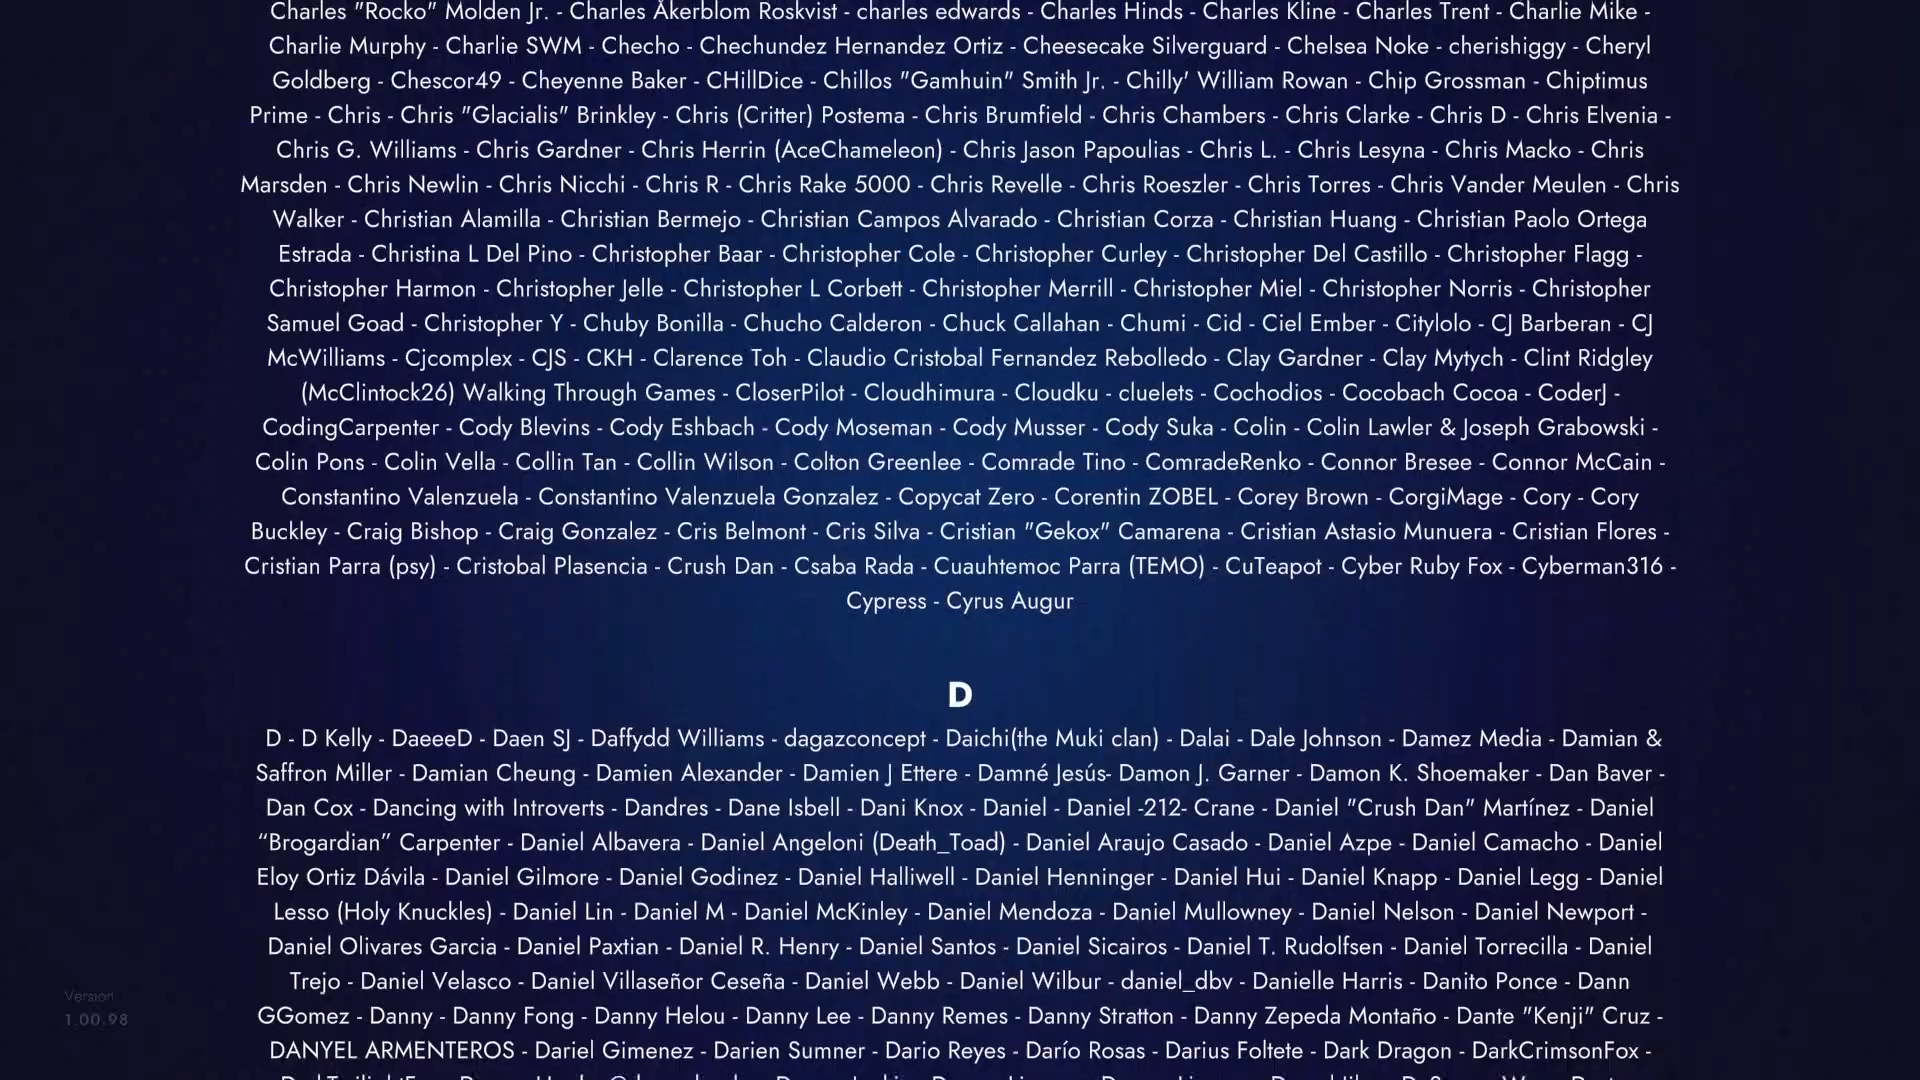 Charles "Rocko" Molden Jr. - Charles Åkerblom Roskvist - charles edwards - Charles Hinds - Charles Kline - Charles Trent - Charlie Mike -
Charlie Murphy - Charlie SWM - Checho - Chechundez Hernandez Ortiz - Cheesecake Silverguard - Chelsea Noke - cherishiggy - Cheryl
Goldberg - Chescor49 - Cheyenne Baker - CHillDice - Chillos "Gamhuin" Smith Jr. - Chilly' William Rowan - Chip Grossman - Chiptimus
Prime - Chris - Chris "Glacialis" Brinkley - Chris (Critter) Postema - Chris Brumfield - Chris Chambers - Chris Clarke - Chris D - Chris Elvenia -
Chris G. Williams - Chris Gardner - Chris Herrin (AceChameleon) - Chris Jason Papoulias - Chris L. - Chris Lesyna - Chris Macko - Chris
Marsden - Chris Newlin - Chris Nicchi - Chris R - Chris Rake 5000 - Chris Revelle - Chris Roeszler - Chris Torres - Chris Vander Meulen - Chris
Walker - Christian Alamilla - Christian Bermejo - Christian Campos Alvarado - Christian Corza - Christian Huang - Christian Paolo Ortega
Estrada - Christina L Del Pino - Christopher Baar - Christopher Cole - Christopher Curley - Christopher Del Castillo - Christopher Flagg -
Christopher Harmon - Christopher Jelle - Christopher L Corbett - Christopher Merrill - Christopher Miel - Christopher Norris - Christopher
Samuel Goad - Christopher Y - Chuby Bonilla - Chucho Calderon - Chuck Callahan - Chumi - Cid - Ciel Ember - Citylolo - CJ Barberan - CJ
McWilliams - Cjcomplex - CJS - CKH - Clarence Toh - Claudio Cristobal Fernandez Rebolledo - Clay Gardner - Clay Mytych - Clint Ridgley
(McClintock26) Walking Through Games - CloserPilot - Cloudhimura - Cloudku - cluelets - Cochodios - Cocobach Cocoa - CoderJ -
CodingCarpenter - Cody Blevins - Cody Eshbach - Cody Moseman - Cody Musser - Cody Suka - Colin - Colin Lawler & Joseph Grabowski -
Colin Pons - Colin Vella - Collin Tan - Collin Wilson - Colton Greenlee - Comrade Tino - ComradeRenko - Connor Bresee - Connor McCain -
Constantino Valenzuela - Constantino Valenzuela Gonzalez - Copycat Zero - Corentin ZOBEL - Corey Brown - CorgiMage - Cory - Cory
Buckley - Craig Bishop - Craig Gonzalez - Cris Belmont - Cris Silva - Cristian "Gekox" Camarena - Cristian Astasio Munuera - Cristian Flores -
Cristian Parra (psy) - Cristobal Plasencia - Crush Dan - Csaba Rada - Cuauhtemoc Parra (TEMO) - CuTeapot - Cyber Ruby Fox - Cyberman316 -
Cypress - Cyrus Augur
D
D - D Kelly - DaeeeD - Daen SJ - Daffydd Williams - dagazconcept - Daichi(the Muki clan) - Dalai - Dale Johnson - Damez Media - Damian &
Saffron Miller - Damian Cheung - Damien Alexander - Damien J Ettere - Damné Jesús- Damon J. Garner - Damon K. Shoemaker - Dan Baver -
Dan Cox - Dancing with Introverts - Dandres - Dane Isbell - Dani Knox - Daniel - Daniel -212- Crane - Daniel "Crush Dan" Martínez - Daniel
“Brogardian” Carpenter - Daniel Albavera - Daniel Angeloni (Death_Toad) - Daniel Araujo Casado - Daniel Azpe - Daniel Camacho - Daniel
Eloy Ortiz Dávila - Daniel Gilmore - Daniel Godinez - Daniel Halliwell - Daniel Henninger - Daniel Hui - Daniel Knapp - Daniel Legg - Daniel
Lesso (Holy Knuckles) - Daniel Lin - Daniel M - Daniel McKinley - Daniel Mendoza - Daniel Mullowney - Daniel Nelson - Daniel Newport -
Daniel Olivares Garcia - Daniel Paxtian - Daniel R. Henry - Daniel Santos - Daniel Sicairos - Daniel T. Rudolfsen - Daniel Torrecilla - Daniel
Trejo - Daniel Velasco - Daniel Villaseñor Ceseña - Daniel Webb - Daniel Wilbur - daniel_dbv - Danielle Harris - Danito Ponce - Dann
GGomez - Danny - Danny Fong - Danny Helou - Danny Lee - Danny Remes - Danny Stratton - Danny Zepeda Montaño - Dante "Kenji" Cruz -
DANYEL ARMENTEROS - Dariel Gimenez - Darien Sumner - Dario Reyes - Darío Rosas - Darius Foltete - Dark Dragon - DarkCrimsonFox -
Version
1.00.98